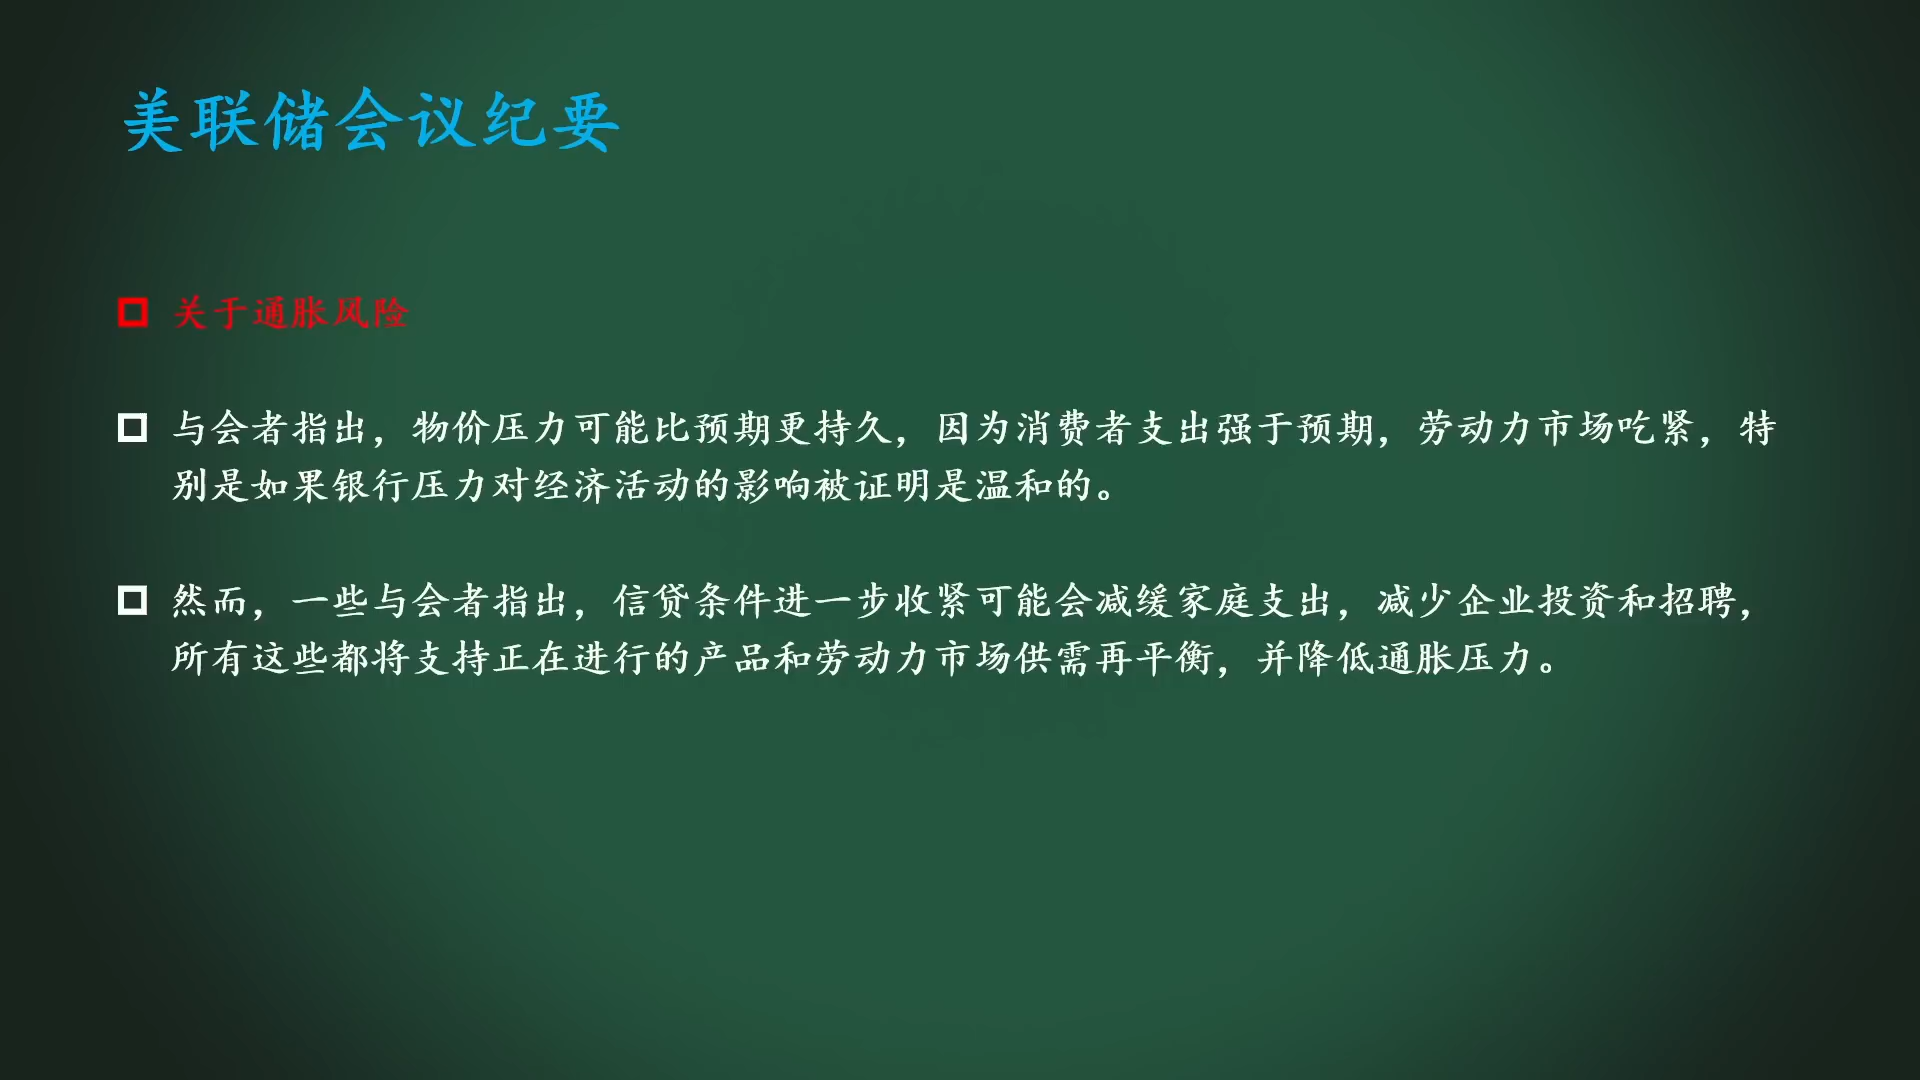 美联储会议纪要
关于通胀风险
与会者指出，物价压力可能比预期更持久，因为消费者支出强于预期，劳动力市场吃紧，特
别是如果银行压力对经济活动的影响被证明是温和的。
然而，一些与会者指出，信贷条件进一步收紧可能会减缓家庭支出，减少企业投资和招聘，
所有这些都将支持正在进行的产品和劳动力市场供需再平衡，并降低通胀压力。